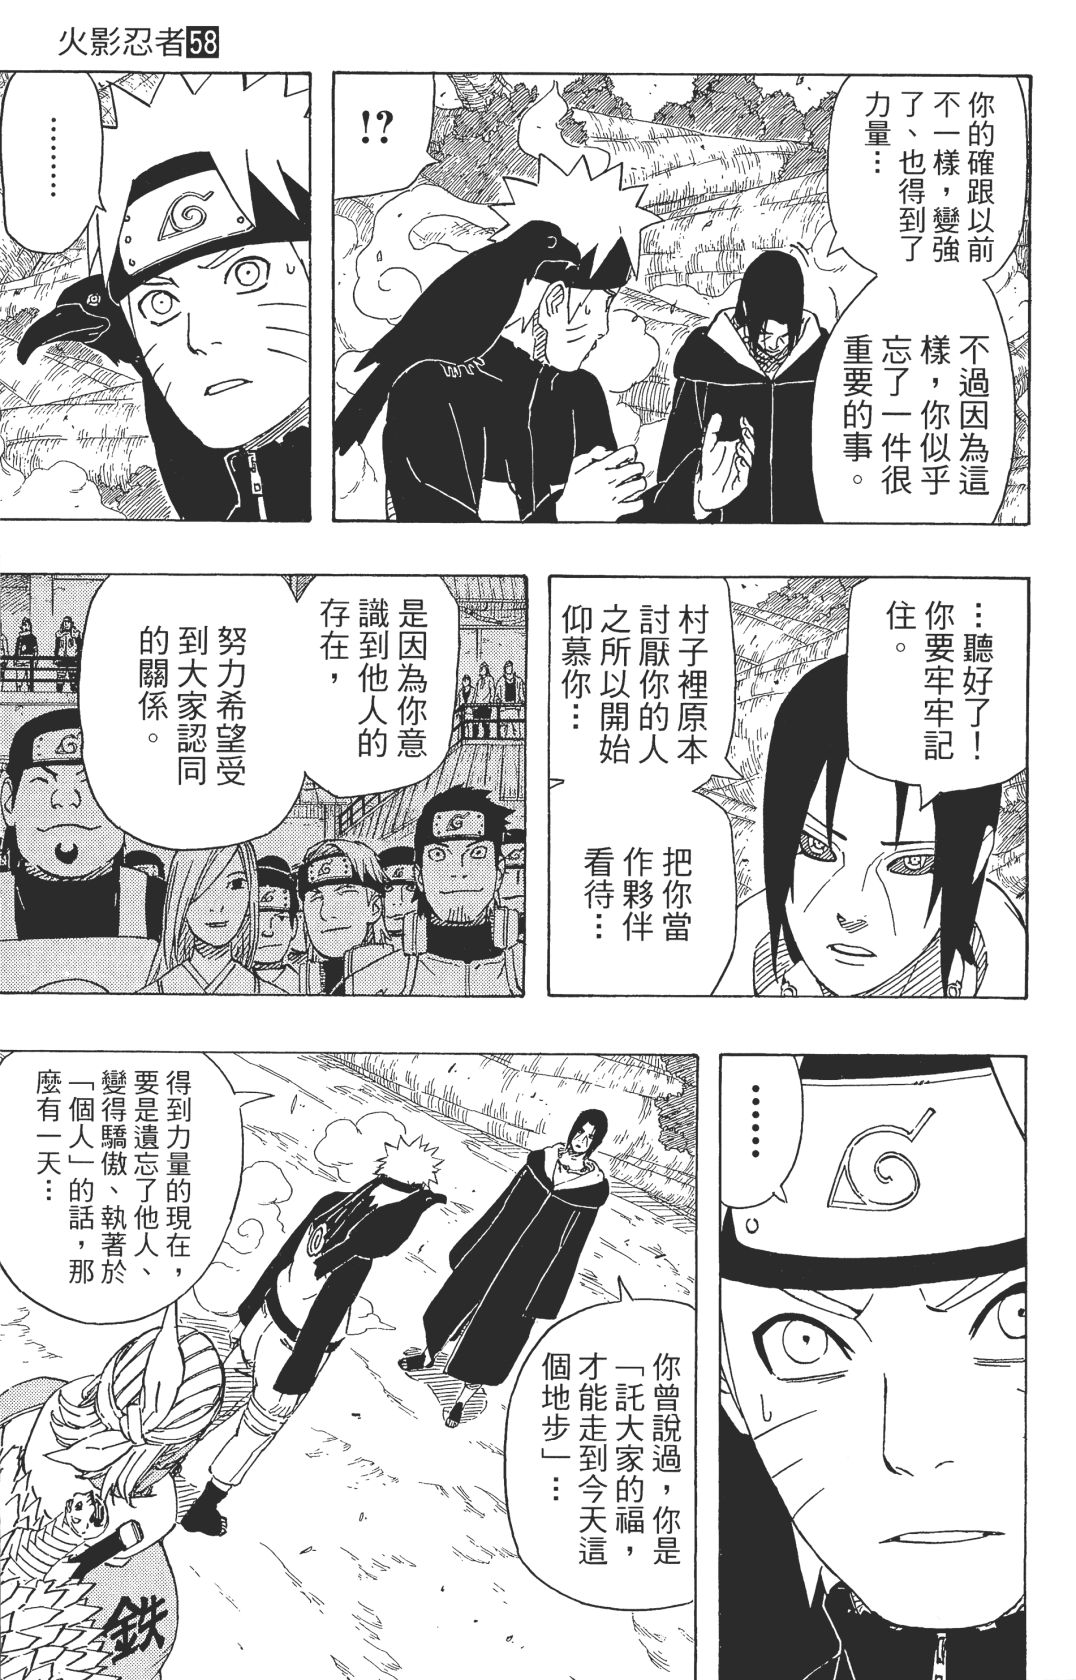 火影忍者58
你的確跟以前
不一樣，變強
了、也得到了
力量…
不過因為這
樣，你似乎
忘了一件很
重要的事。
!?
………
…聽好了！
你要牢牢記
住。
村子裡原本
討厭你的人
之所以開始
仰慕你…
把你當
作夥伴
看待…
是因為你意
識到他人的
存在，
努力希望受
到大家認同
的關係。
……
你曾說過，你是
「託大家的福，
才能走到今天這
個地步」…
得到力量的現在，
要是遺忘了他人、
變得驕傲、執著於
「個人」的話，那
麼有一天…
鉄